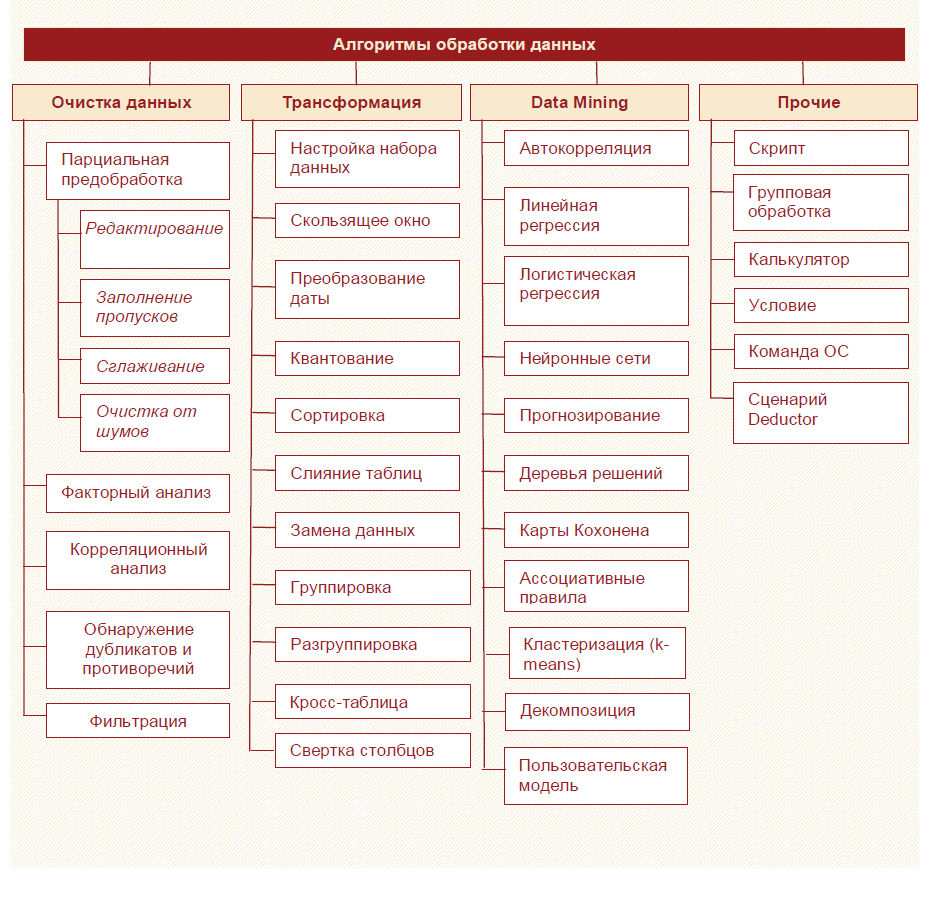 Алгоритмы обработки данных
Очистка данных
Парциальная
предобработка
Редактирование
Заполнение
пропусков
Сглаживание
Очистка от
шумов
Факторный анализ
Корреляционный
анализ
Обнаружение
дубликатов и
противоречий
Фильтрация
Трансформация
Настройка набора
данных
Скользящее окно
Преобразование
даты
Квантование
Сортировка
Слияние таблиц
Замена данных
Группировка
Разгруппировка
Кросс-таблица
Свертка столбцов
Data Mining
Автокорреляция
Линейная
регрессия
Логистическая
регрессия
Нейронные сети
Прогнозирование
Деревья решений
Карты Кохонена
Ассоциативные
правила
Кластеризация (k-
means)
Декомпозиция
Пользовательская
модель
Прочие
Скрипт
Групповая
обработка
Калькулятор
Условие
Команда ОС
Сценарий
Deductor